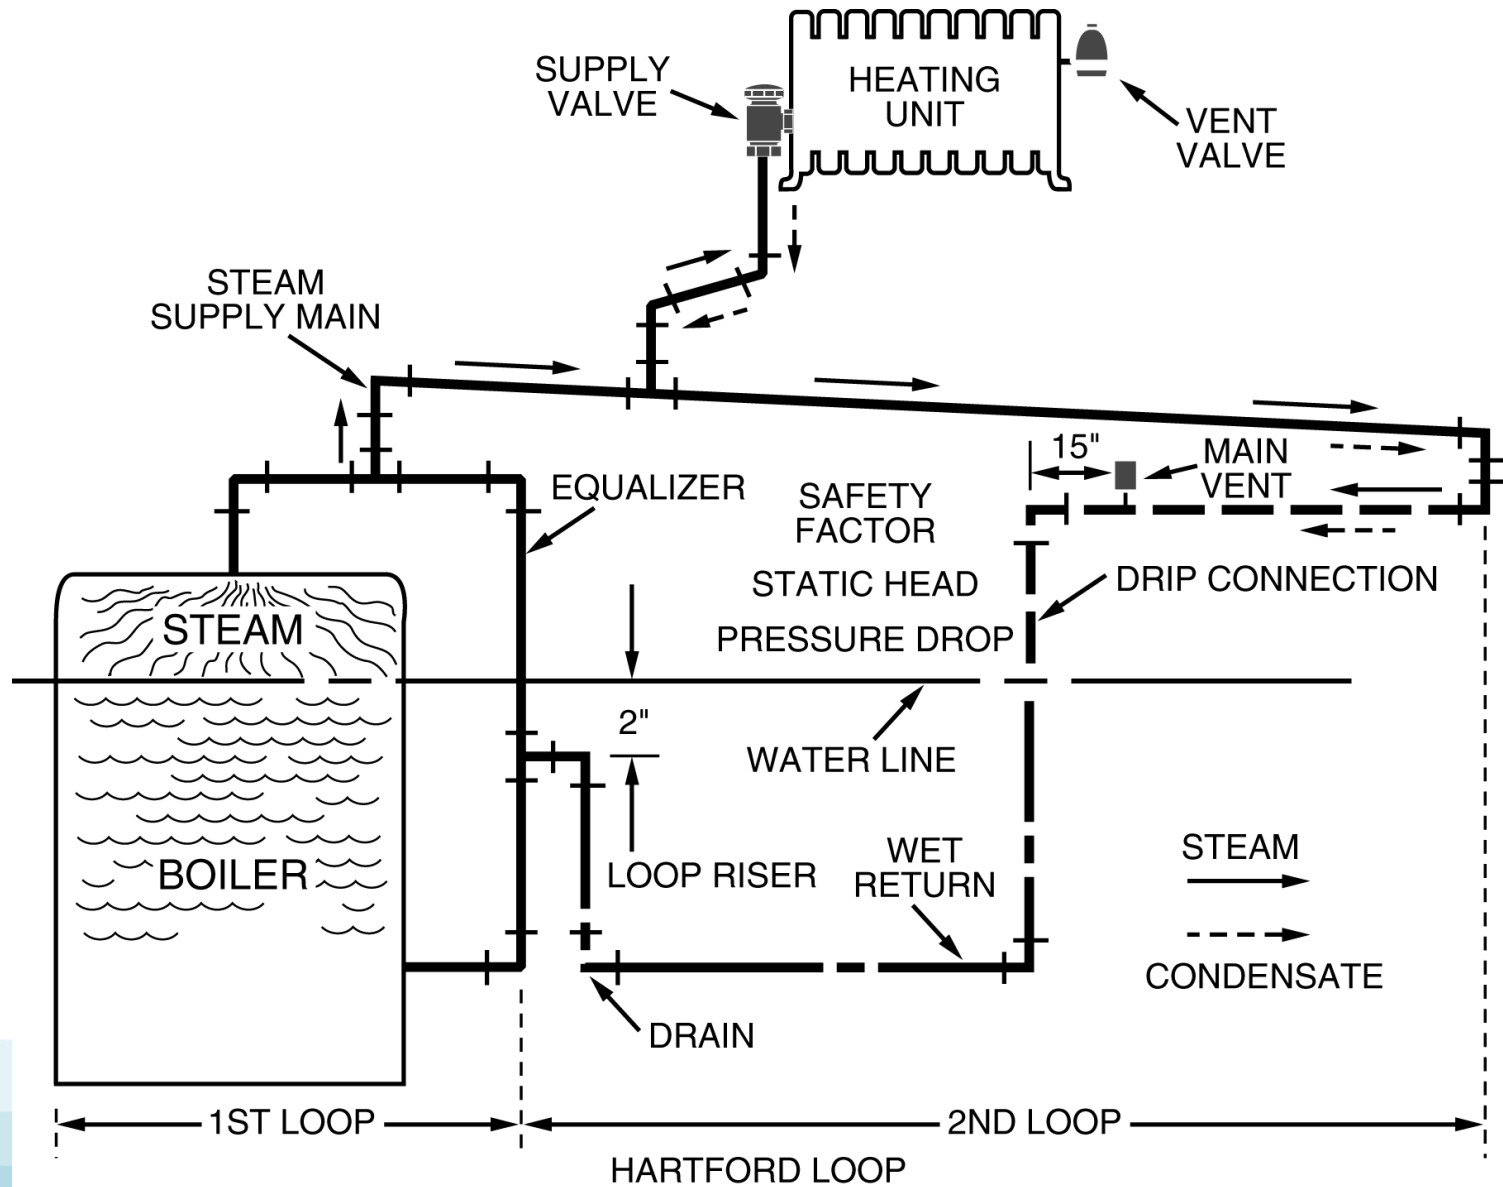 SUPPLY
VALVE
HEATING
UNIT
VENT
VALVE
STEAM
SUPPLY MAIN
15"
MAIN
VENT
EQUALIZER
SAFETY
FACTOR
STATIC HEAD
PRESSURE DROP
DRIP CONNECTION
STEAM
2"
WATER LINE
BOILER
LOOP RISER
WET
RETURN
STEAM
CONDENSATE
DRAIN
1ST LOOP
2ND LOOP
HARTFORD LOOP